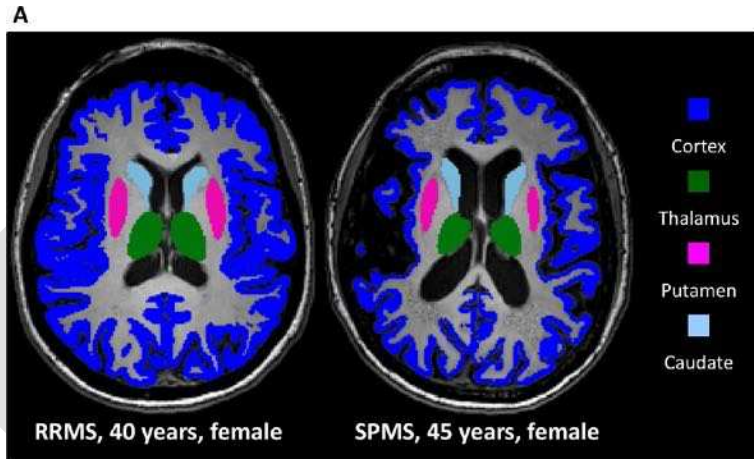 A
Cortex
Thalamus
Putamen
Caudate
RRMS, 40 years, female
SPMS, 45 years, female